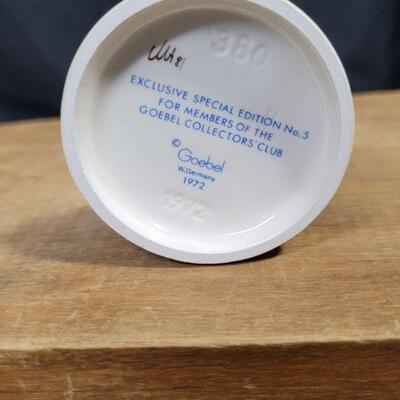 380
EXCLUSIVE SPECIAL EDITION No. 5
FOR MEMBERS OF THE
GOEBEL COLLECTORS' CLUB
© Goebel
W. Germany
1972
1972